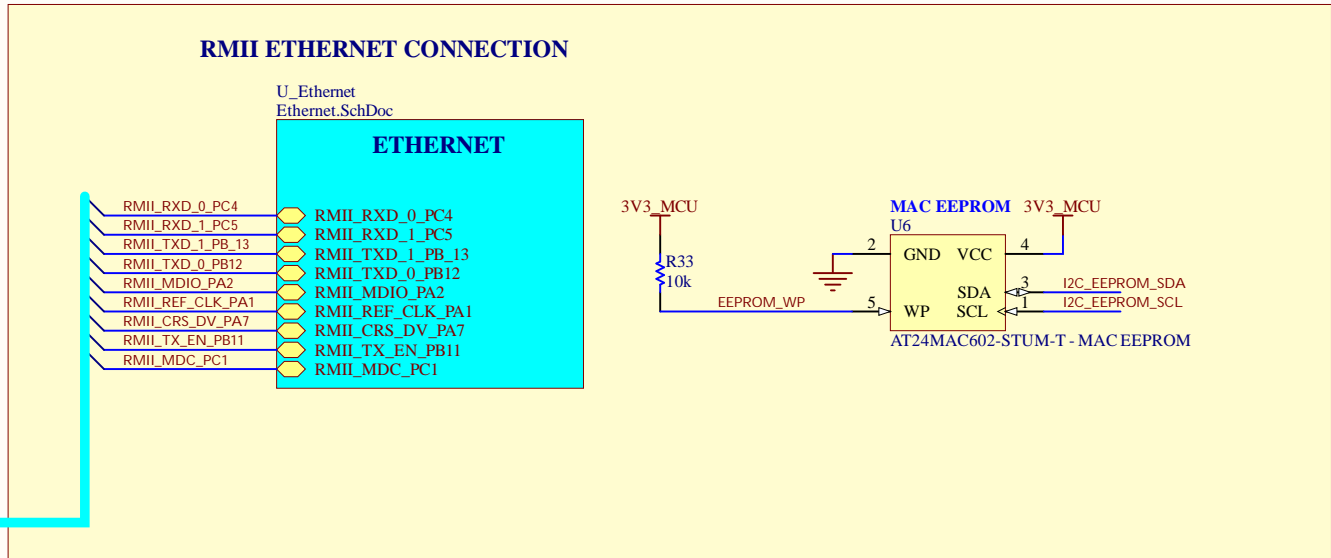 RMII ETHERNET CONNECTION
U_Ethernet
Ethernet.SchDoc
ETHERNET
RMII_RXD_0_PC4
RMII_RXD_1_PC5
RMII_TXD_1_PB_13
RMII_TXD_0_PB12
RMII_MDIO_PA2
RMII_REF_CLK_PA1
RMII_CRS_DV_PA7
RMII_TX_EN_PB11
RMII_MDC_PC1
RMII_RXD_0_PC4
RMII_RXD_1_PC5
RMII_TXD_1_PB_13
RMII_TXD_0_PB12
RMII_MDIO_PA2
RMII_REF_CLK_PA1
RMII_CRS_DV_PA7
RMII_TX_EN_PB11
RMII_MDC_PC1
3V3_MCU
R33
10k
EEPROM_WP
MAC EEPROM
U6
3V3_MCU
2
GND
VCC
4
SDA
3
I2C_EEPROM_SDA
5
WP
SCL
1
I2C_EEPROM_SCL
AT24MAC602-STUM-T - MAC EEPROM